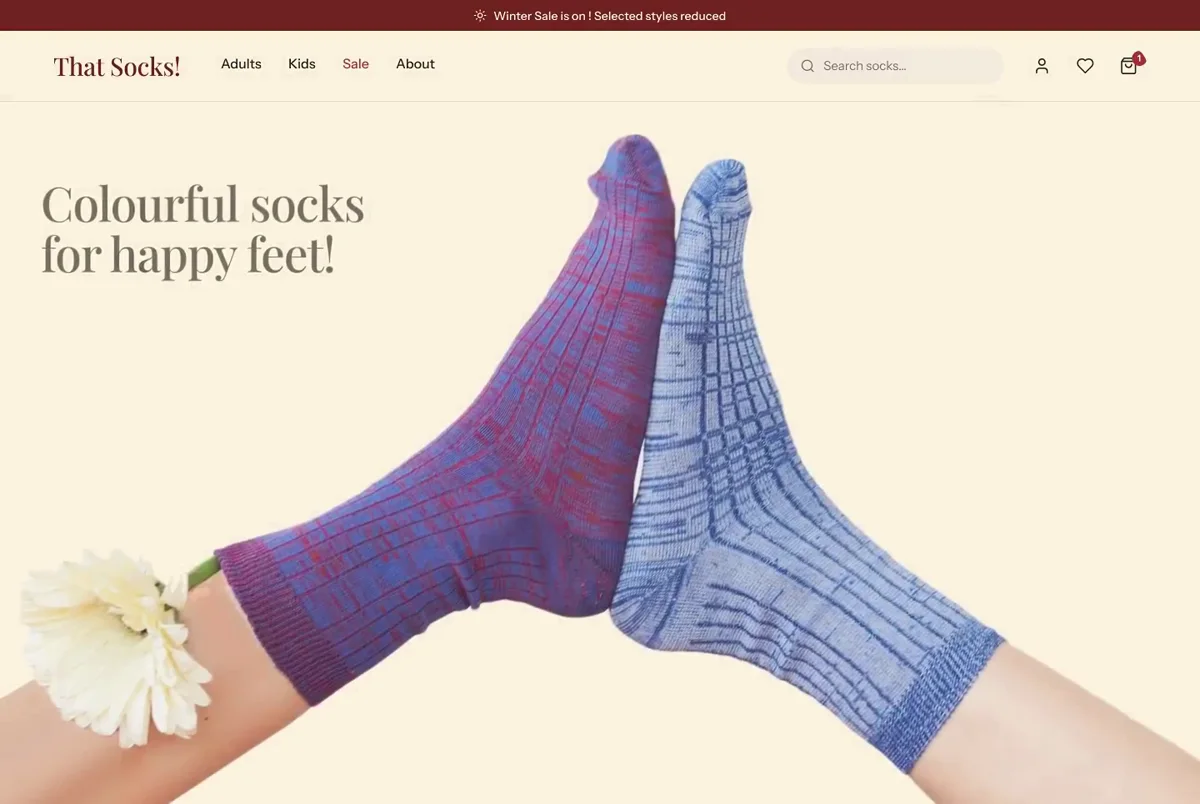 Winter Sale is on ! Selected styles reduced
That Socks!
Adults
Kids
Sale
About
Search socks...
1
Colourful socks
for happy feet!